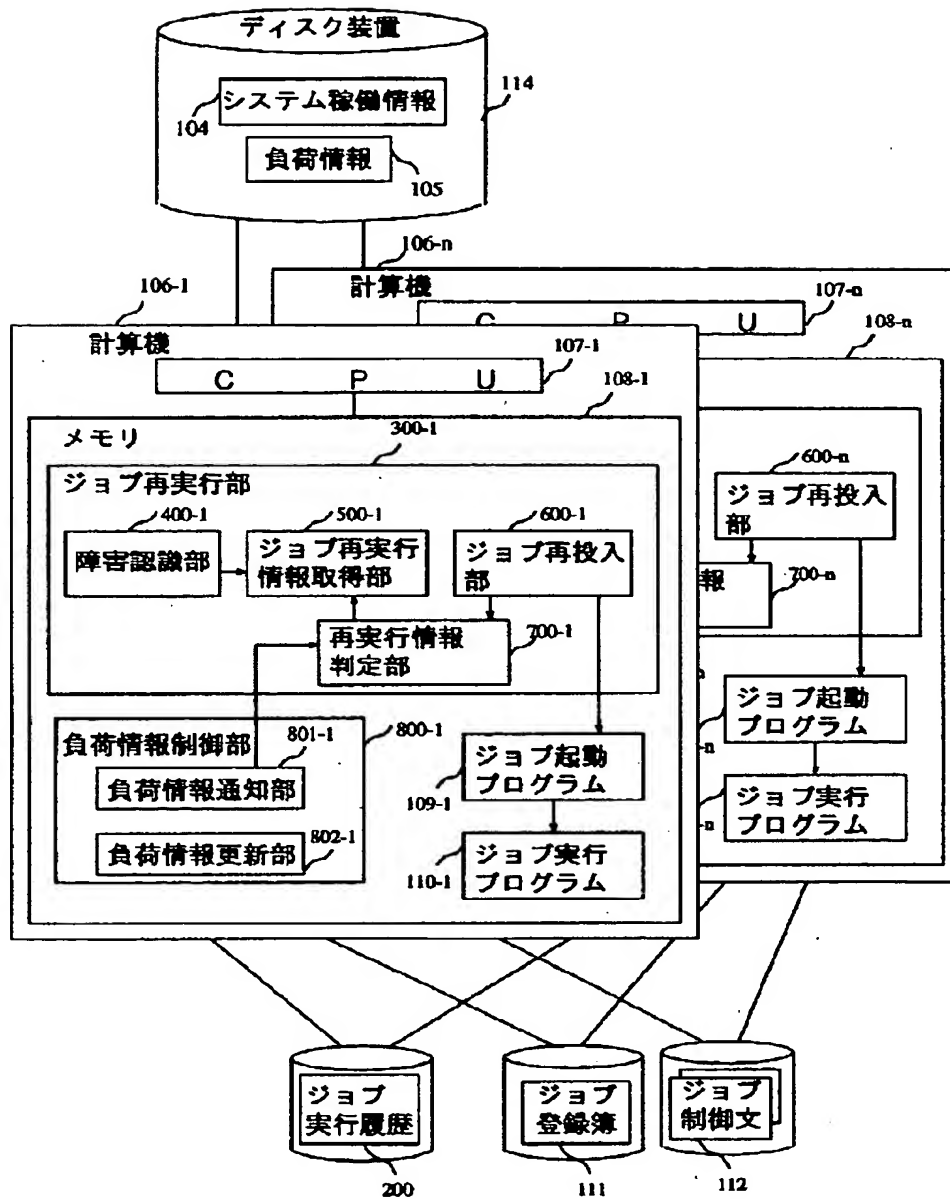 ディスク装置
114
システム稼働情報
104
負荷情報
105
106-n
106-1
計算機
107-n
C P U
計算機
108-n
107-1
C P U
108-1
メモリ
300-1
ジョブ再実行部
600-n
ジョブ再投入
部
400-1
500-1
600-1
障害認識部
ジョブ再実行
情報取得部
ジョブ再投入
部
報
700-n
再実行情報
判定部
700-1
ジョブ起動
プログラム
n
-n
負荷情報制御部
801-1
800-1
負荷情報通知部
ジョブ起動
プログラム
109-1
ジョブ実行
プログラム
-n
負荷情報更新部
802-1
ジョブ実行
プログラム
110-1
ジョブ
実行履歴
ジョブ
登録簿
ジョブ
制御文
200
111
112